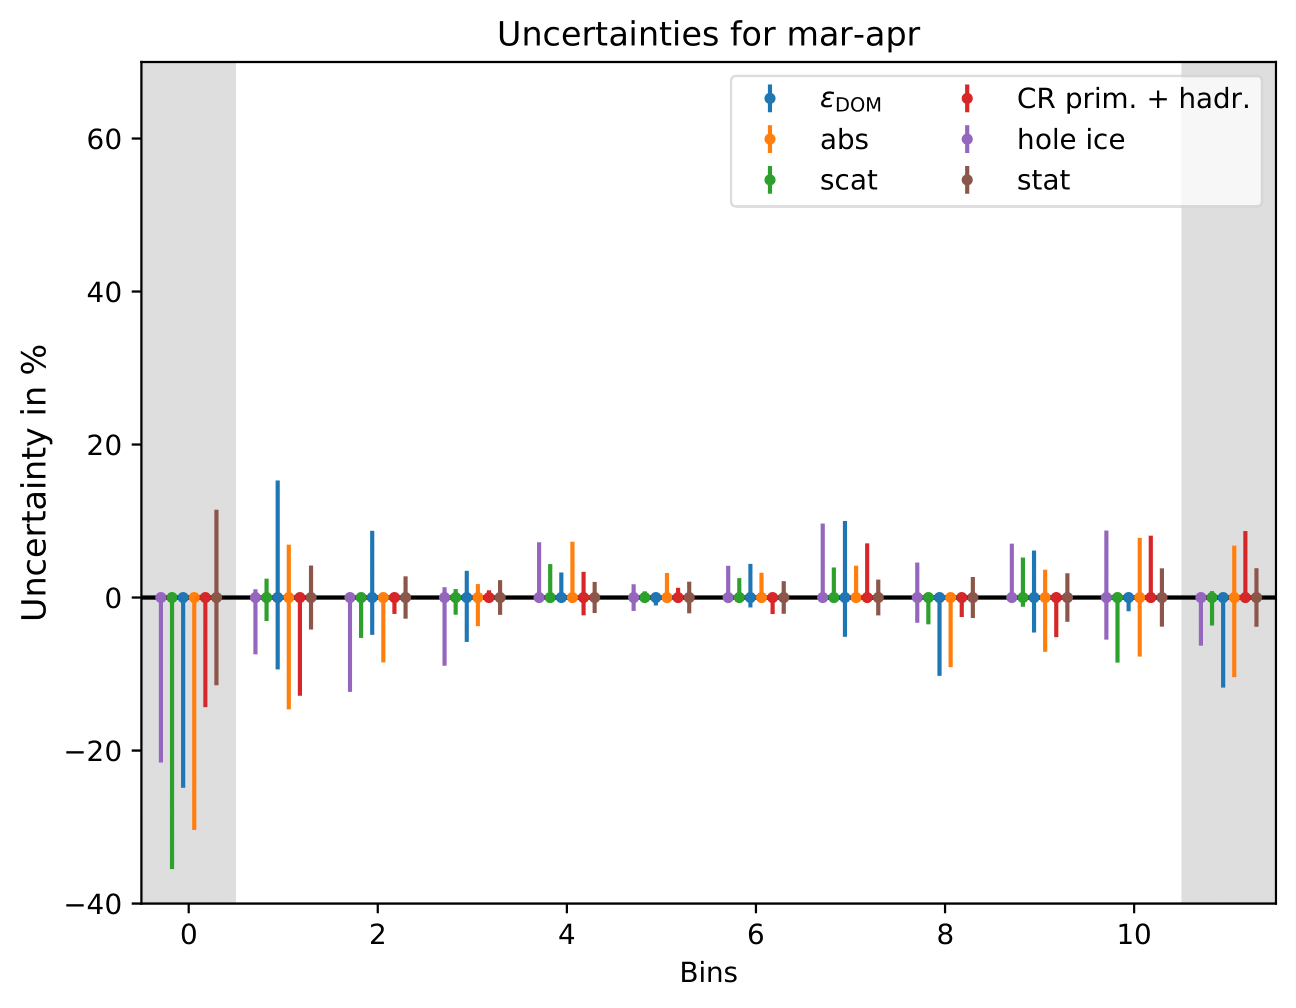 Uncertainties for mar-apr
εDOM
abs
scat
CR prim. + hadr.
hole ice
stat
Uncertainty in %
60
40
20
0
−20
−40
0 2 4 6 8 10
Bins